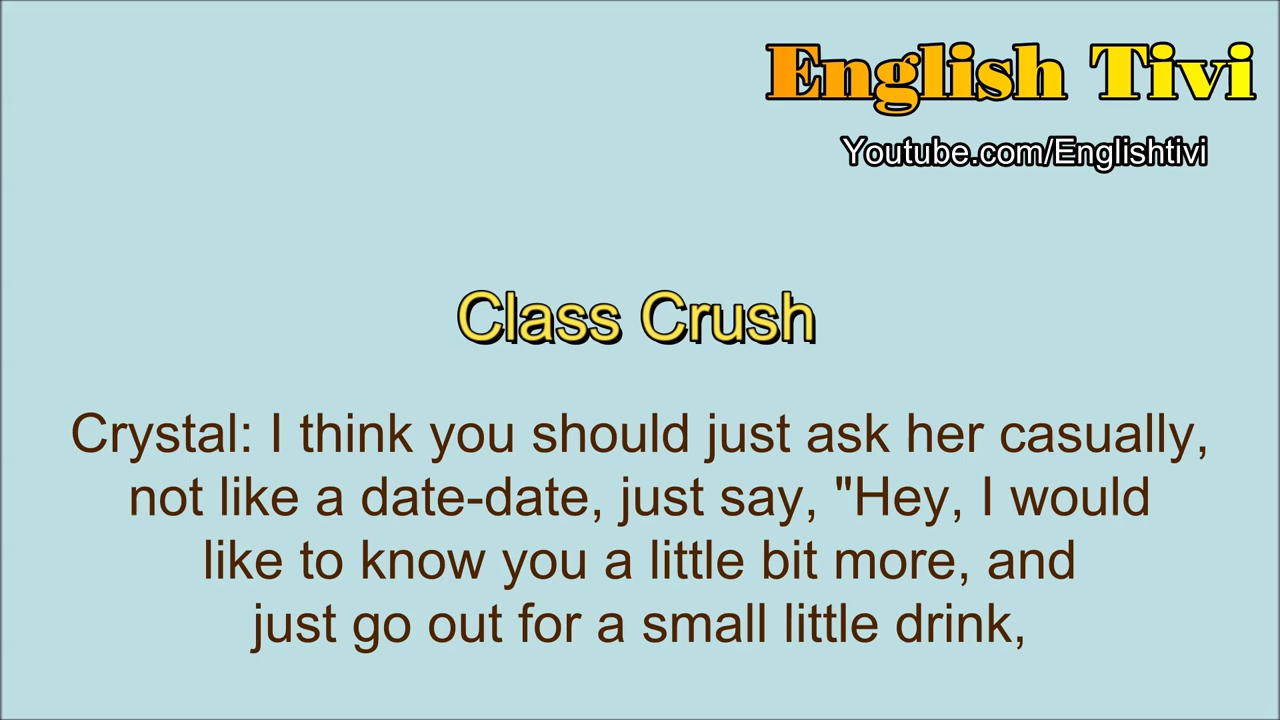 English Tivi
Youtube.com/Englishtivi
Class Crush
Crystal: I think you should just ask her casually,
not like a date-date, just say, "Hey, I would
like to know you a little bit more, and
just go out for a small little drink,